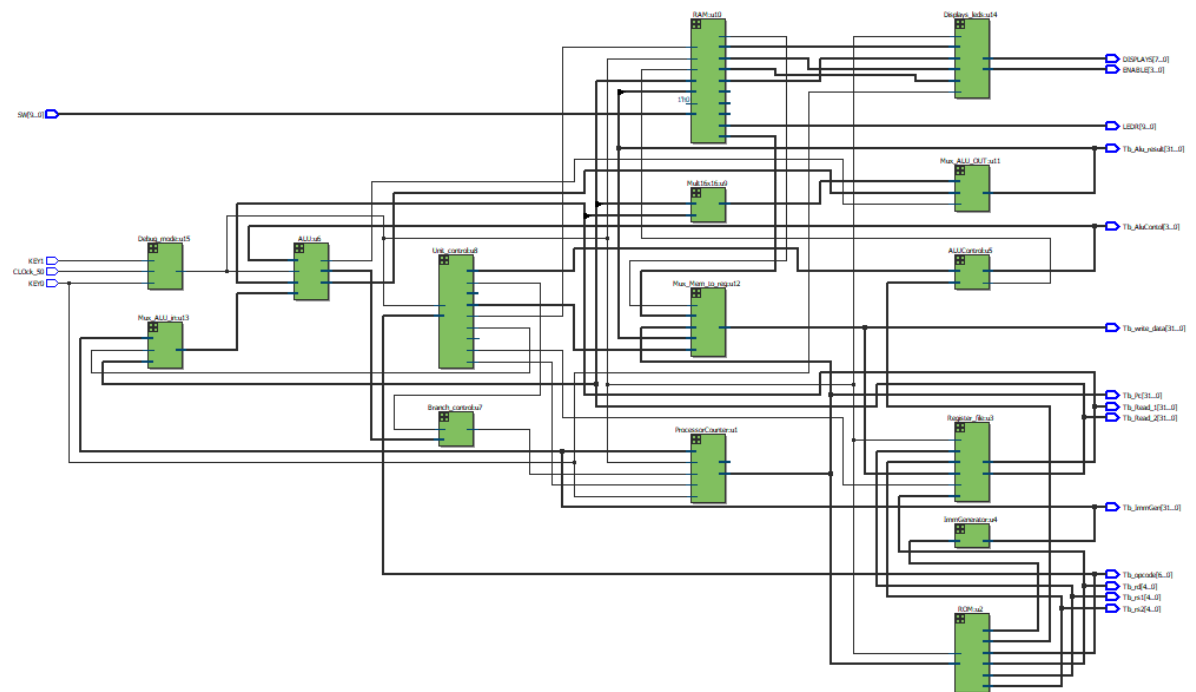 RAM:u10
Displays_leds:u14
DISPLAYS[7..0]
ENABLE[3..0]
1'h0
SW[9..0]
LEDR[9..0]
Tb_Alu_result[31..0]
Mux_ALU_OUT:u11
Mult16x16:u9
Tb_AluControl[3..0]
Debug_mode:u15
ALU:u6
Unit_control:u8
ALUControl:u5
KEY1
CLOck_50
KEY0
Mux_Mem_to_reg:u12
Mux_ALU_in:u13
Tb_write_data[31..0]
Tb_Pc[31..0]
Tb_Read_1[31..0]
Tb_Read_2[31..0]
Branch_control:u7
Register_file:u3
ProcessorCounter:u1
Tb_ImmGen[31..0]
ImmGenerator:u4
Tb_opcode[6..0]
Tb_rd[4..0]
Tb_rs1[4..0]
Tb_rs2[4..0]
ROM:u2